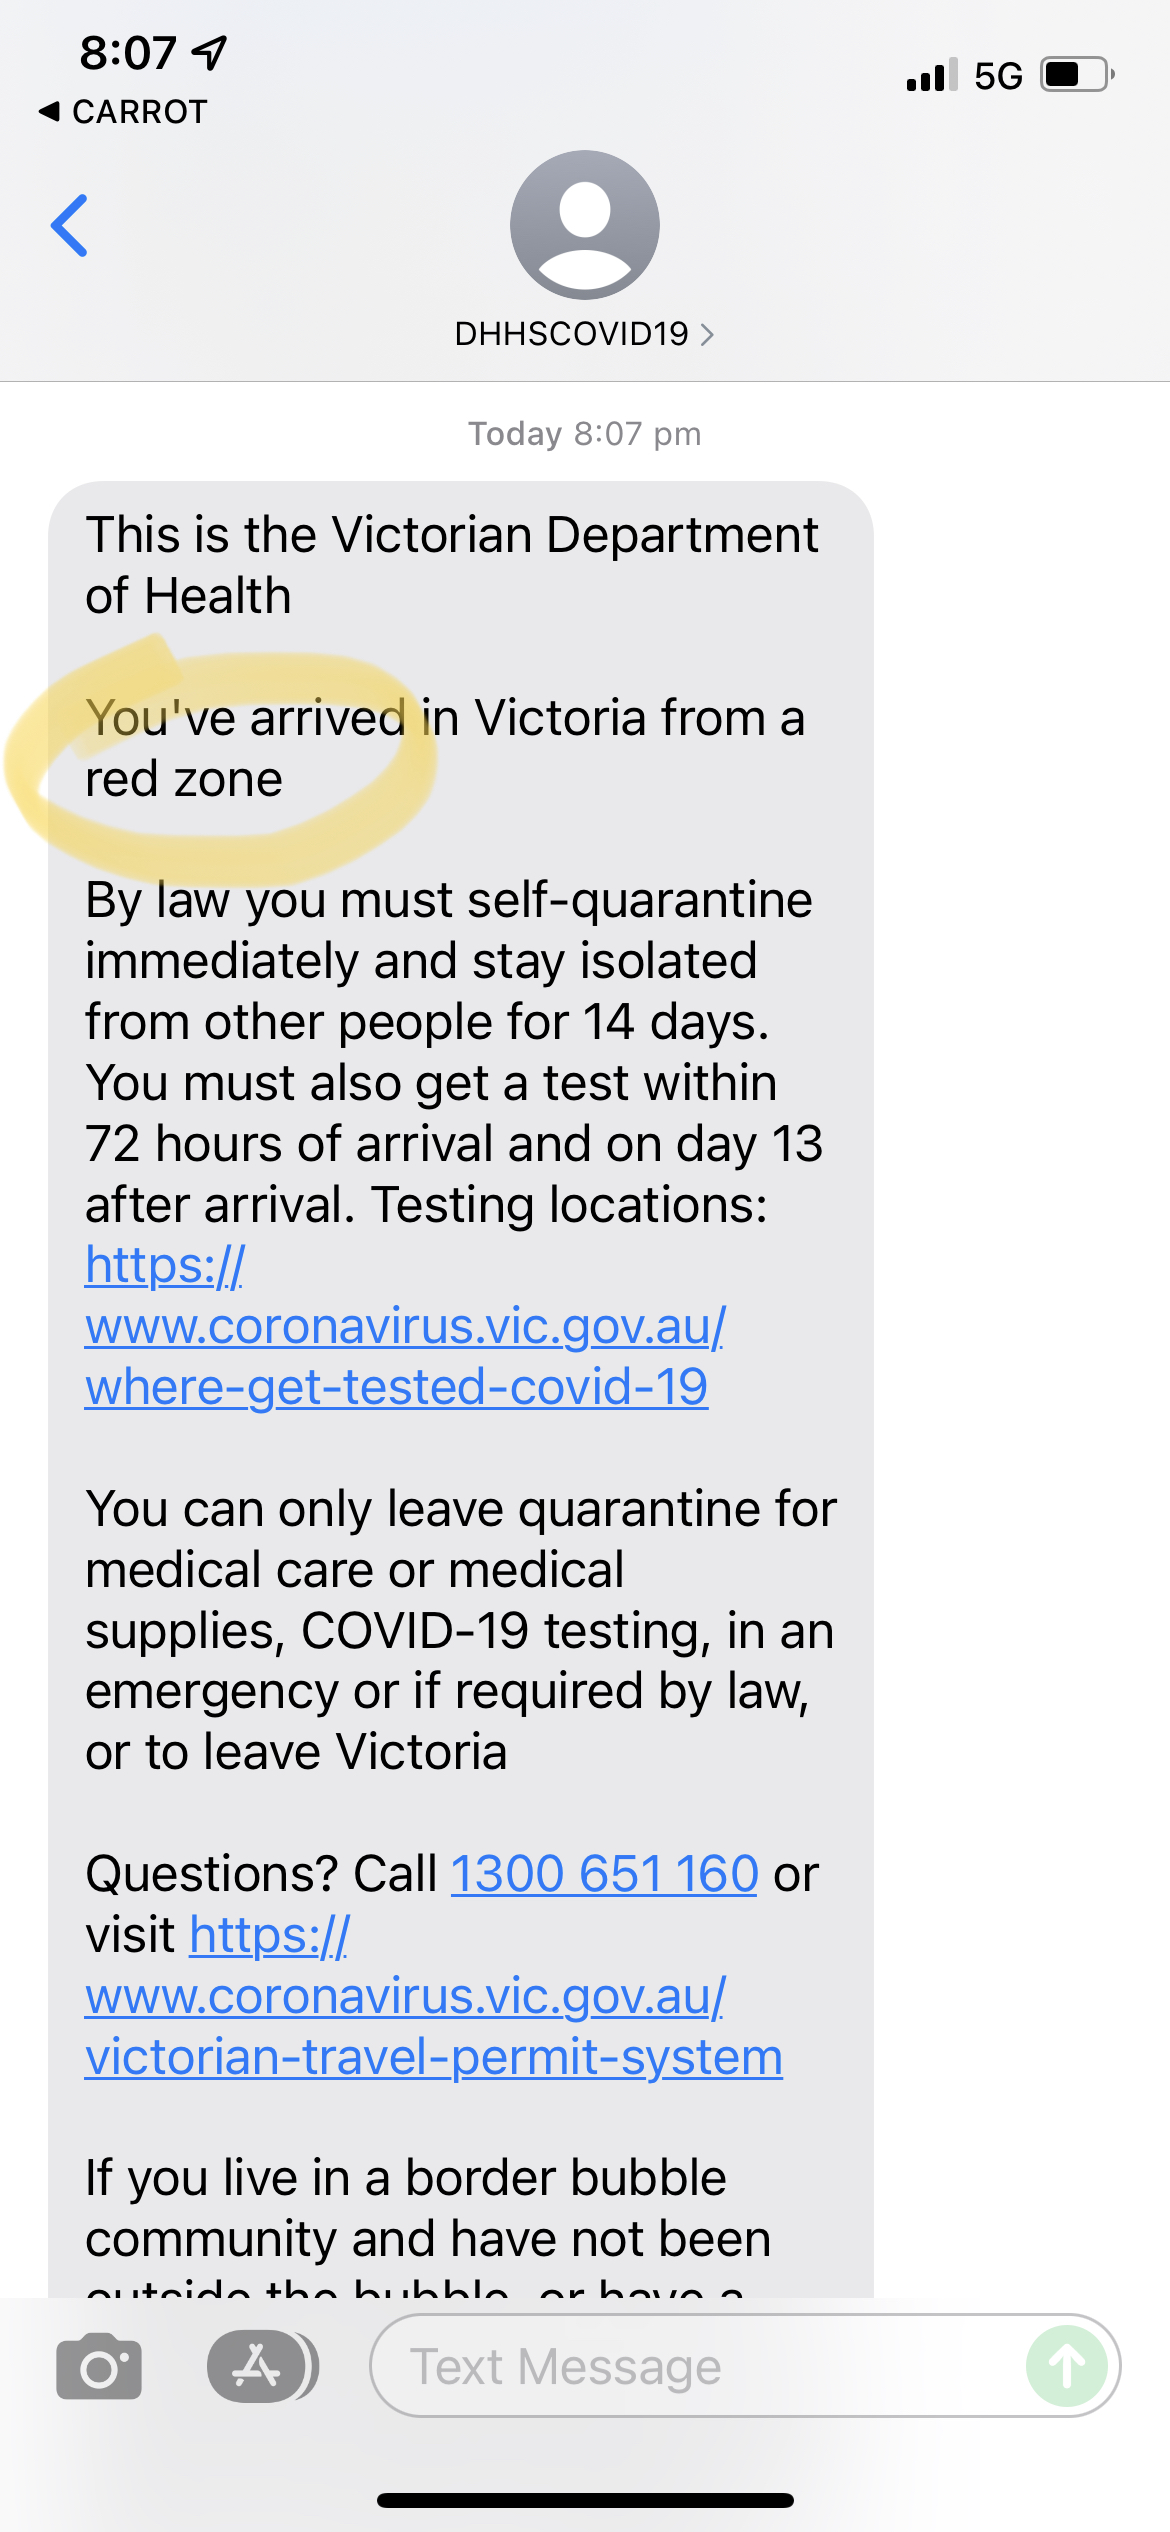 8:07
5G
◀ CARROT
DHHSCOVID19 >
Today 8:07 pm
This is the Victorian Department
of Health
You've arrived in Victoria from a
red zone
By law you must self-quarantine
immediately and stay isolated
from other people for 14 days.
You must also get a test within
72 hours of arrival and on day 13
after arrival. Testing locations:
https://
www.coronavirus.vic.gov.au/
where-get-tested-covid-19
You can only leave quarantine for
medical care or medical
supplies, COVID-19 testing, in an
emergency or if required by law,
or to leave Victoria
Questions? Call 1300 651 160 or
visit https://
www.coronavirus.vic.gov.au/
victorian-travel-permit-system
If you live in a border bubble
community and have not been
outside the bubble, or have a
Text Message